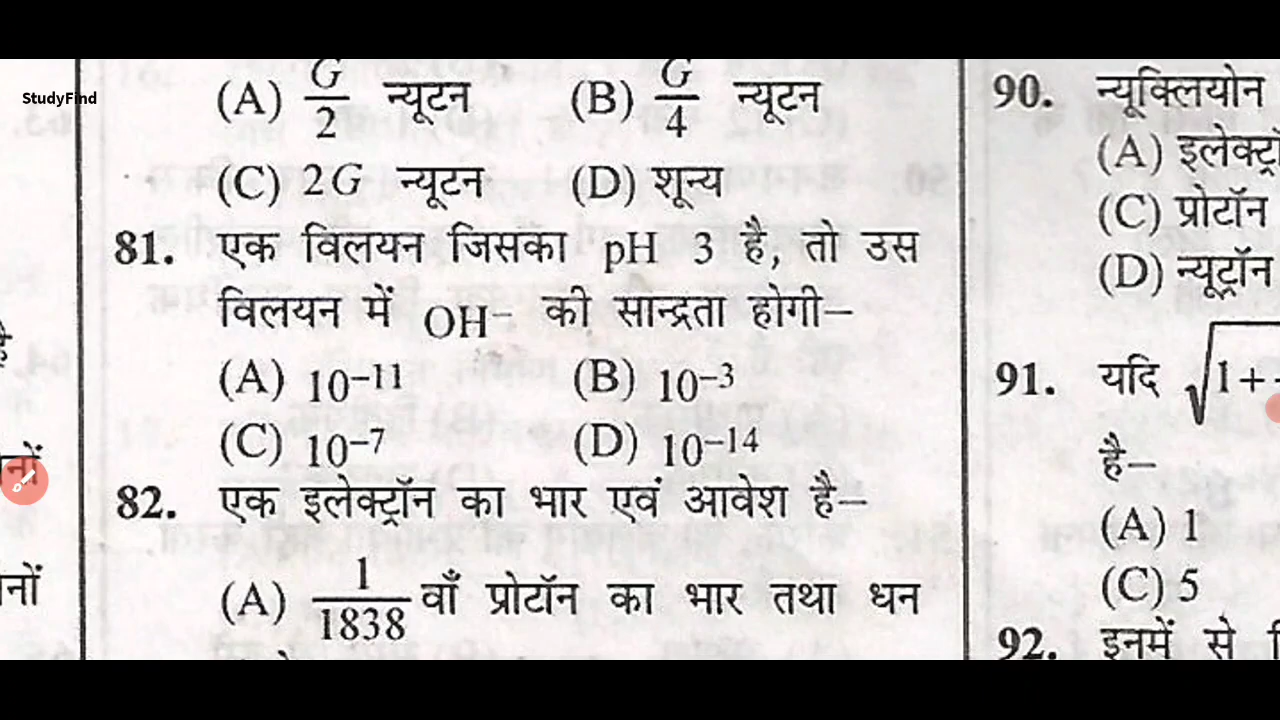 StudyFind
(A) G/2 न्यूटन (B) G/4 न्यूटन
(C) 2G न्यूटन (D) शून्य
81. एक विलयन जिसका pH 3 है, तो उस
विलयन में OH⁻ की सान्द्रता होगी–
(A) 10⁻¹¹ (B) 10⁻³
(C) 10⁻⁷ (D) 10⁻¹⁴
82. एक इलेक्ट्रॉन का भार एवं आवेश है–
(A) 1/1838 वाँ प्रोटॉन का भार तथा धन
90. न्यूक्लियोन
(A) इलेक्ट्रो
(C) प्रोटॉन
(D) न्यूट्रॉन
91. यदि √1+
है–
(A) 1
(C) 5
92. इनमें से